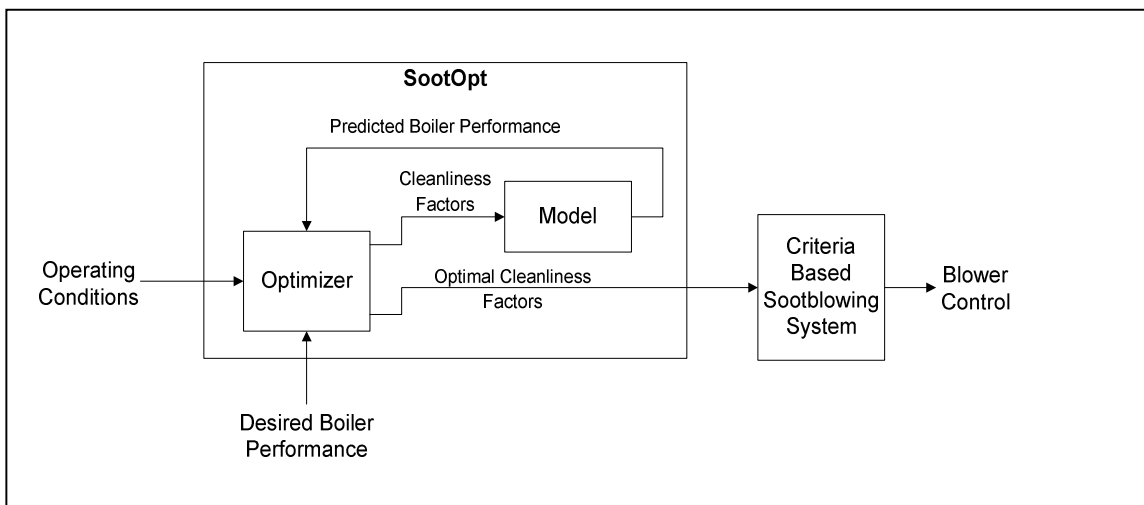 SootOpt
Predicted Boiler Performance
Cleanliness
Factors
Model
Operating
Conditions
Optimizer
Optimal Cleanliness
Factors
Criteria
Based
Sootblowing
System
Blower
Control
Desired Boiler
Performance